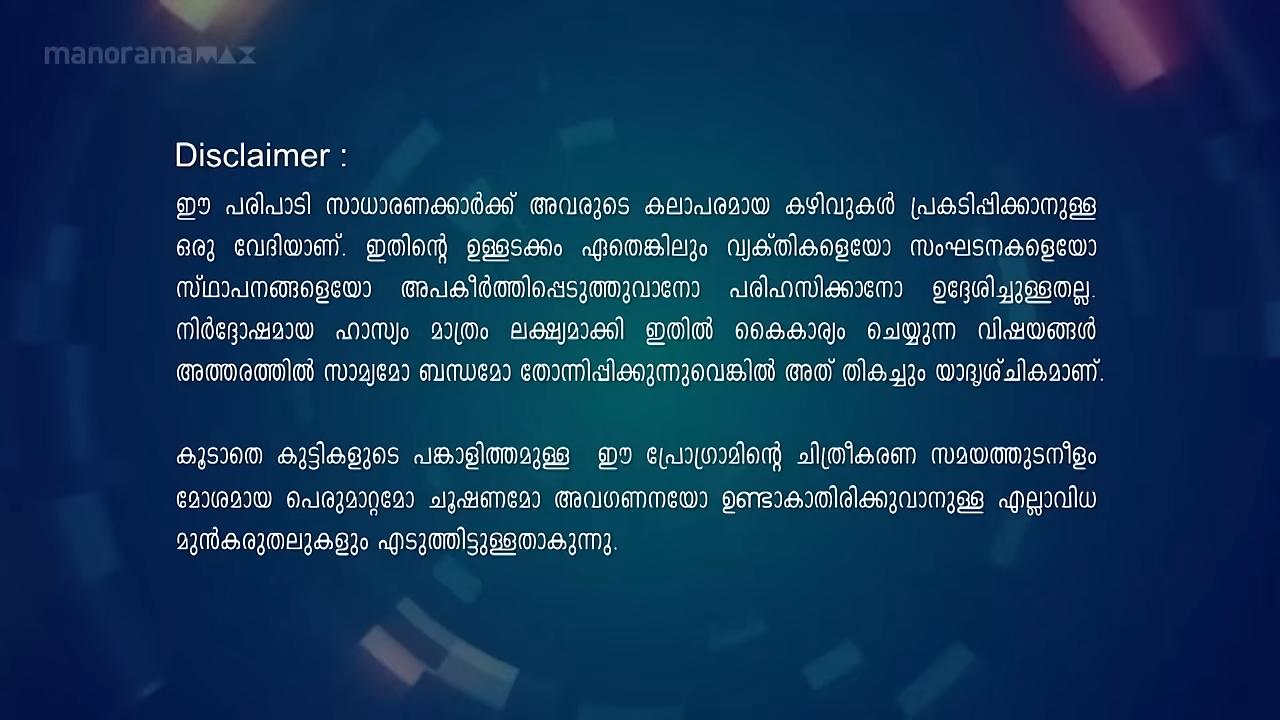 manoramaMAX
Disclaimer :
ഈ പരിപാടി സാധാരണക്കാർക്ക് അവരുടെ കലാപരമായ കഴിവുകൾ പ്രകടിപ്പിക്കാനുള്ള
ഒരു വേദിയാണ്. ഇതിന്റെ ഉള്ളടക്കം ഏതെങ്കിലും വ്യക്തികളെയോ സംഘടനകളെയോ
സ്ഥാപനങ്ങളെയോ അപകീർത്തിപ്പെടുത്തുവാനോ പരിഹസിക്കാനോ ഉദ്ദേശിച്ചുള്ളതല്ല.
നിർദ്ദോഷമായ ഹാസ്യം മാത്രം ലക്ഷ്യമാക്കി ഇതിൽ കൈകാര്യം ചെയ്യുന്ന വിഷയങ്ങൾ
അത്തരത്തിൽ സാമ്യമോ ബന്ധമോ തോന്നിപ്പിക്കുന്നുവെങ്കിൽ അത് തികച്ചും യാദൃശ്ചികമാണ്.
കൂടാതെ കുട്ടികളുടെ പങ്കാളിത്തമുള്ള ഈ പ്രോഗ്രാമിന്റെ ചിത്രീകരണ സമയത്തുടനീളം
മോശമായ പെരുമാറ്റമോ ചൂഷണമോ അവഗണനയോ ഉണ്ടാകാതിരിക്കുവാനുള്ള എല്ലാവിധ
മുൻകരുതലുകളും എടുത്തിട്ടുള്ളതാകുന്നു.